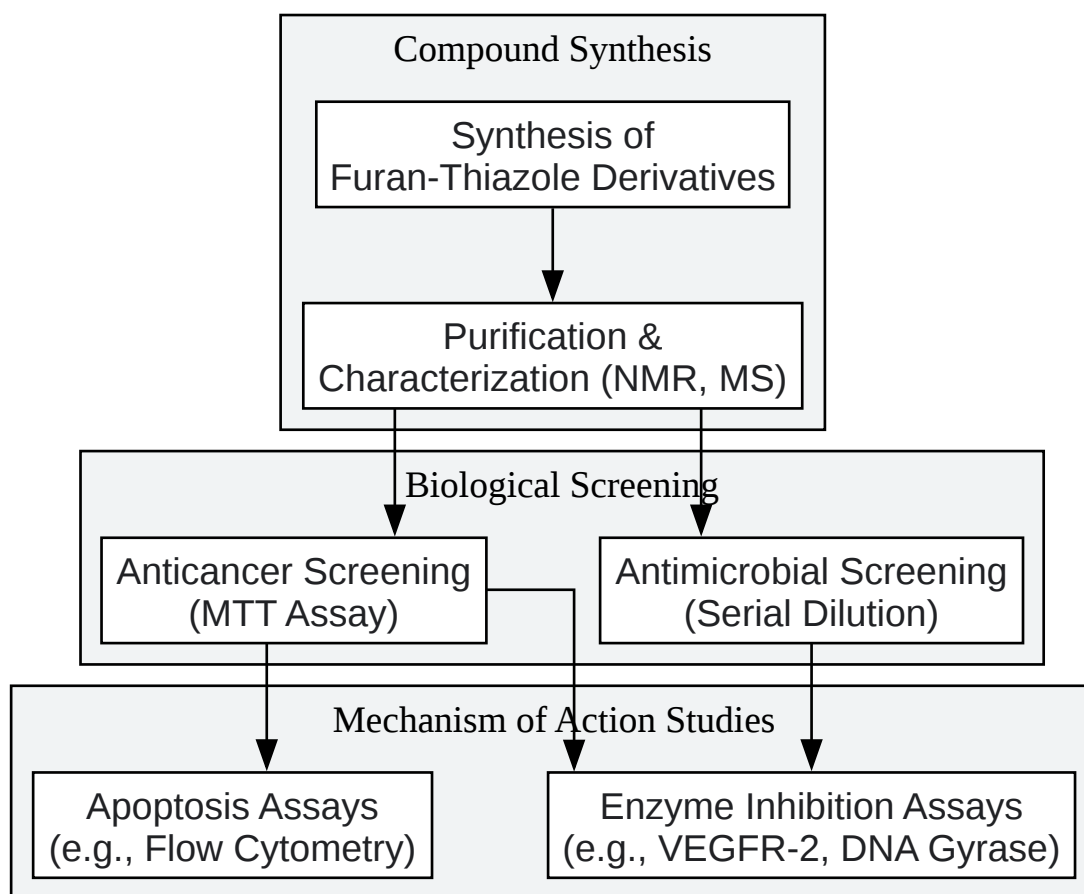 Compound Synthesis
Synthesis of
Furan-Thiazole Derivatives
Purification &
Characterization (NMR, MS)
Biological Screening
Anticancer Screening
(MTT Assay)
Antimicrobial Screening
(Serial Dilution)
Mechanism of Action Studies
Apoptosis Assays
(e.g., Flow Cytometry)
Enzyme Inhibition Assays
(e.g., VEGFR-2, DNA Gyrase)